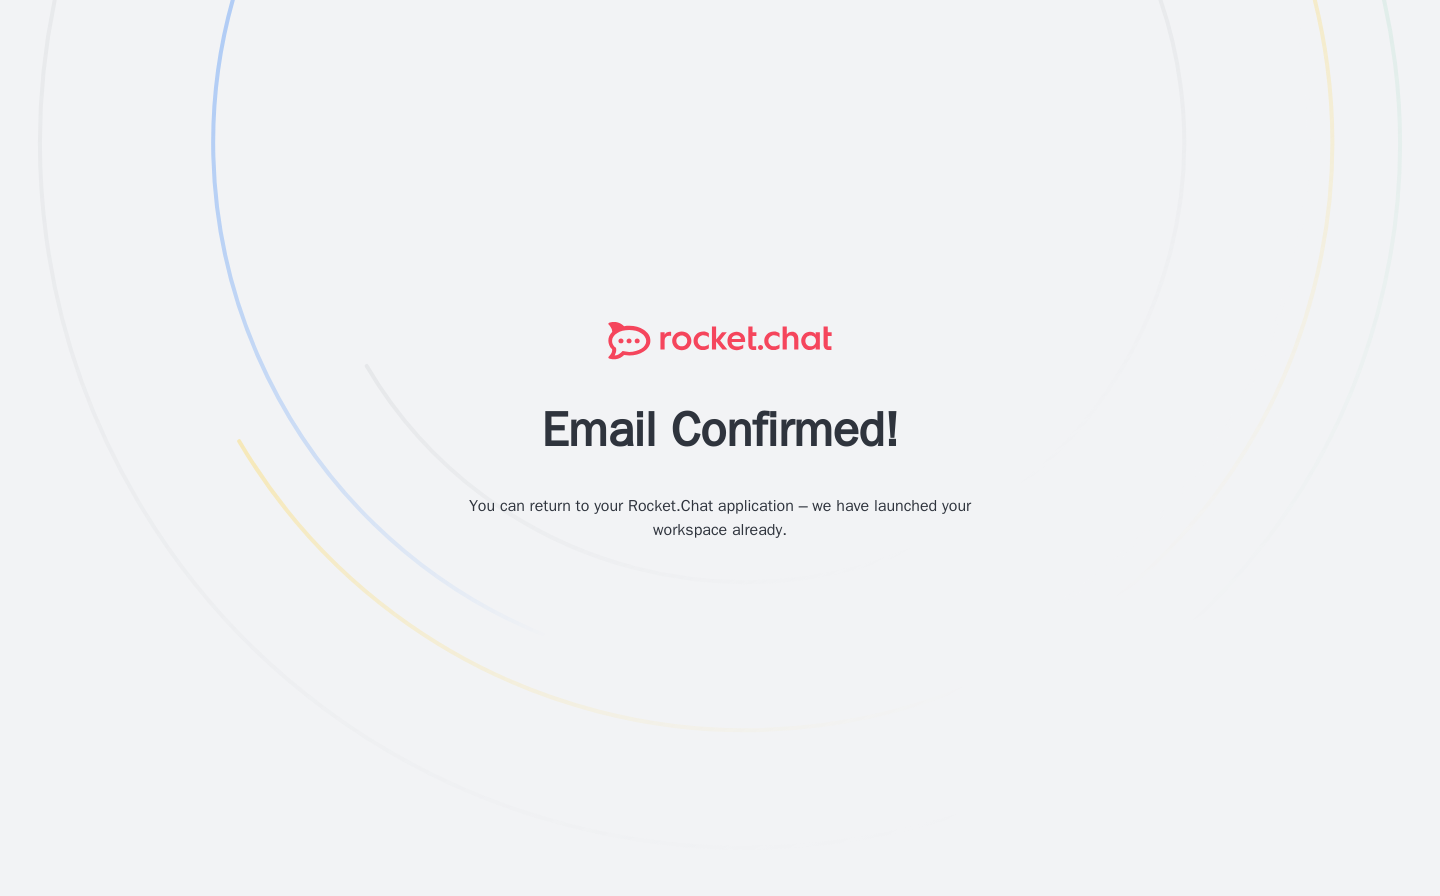 rocket.chat
Email Confirmed!
You can return to your Rocket.Chat application – we have launched your
workspace already.